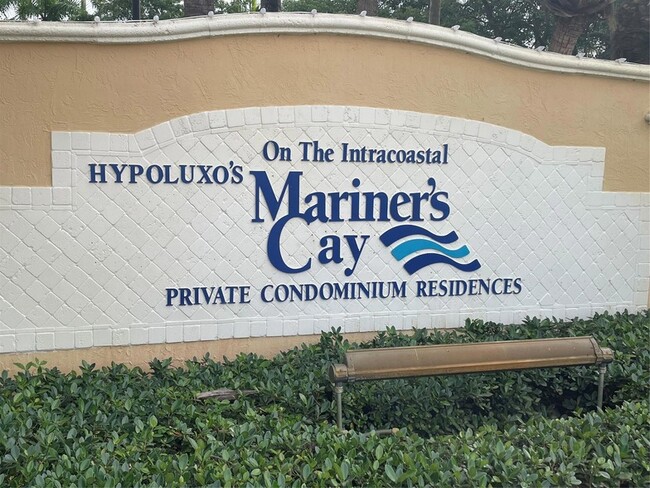 On The Intracoastal
HYPOLUXO'S
Mariner's
Cay
PRIVATE CONDOMINIUM RESIDENCES